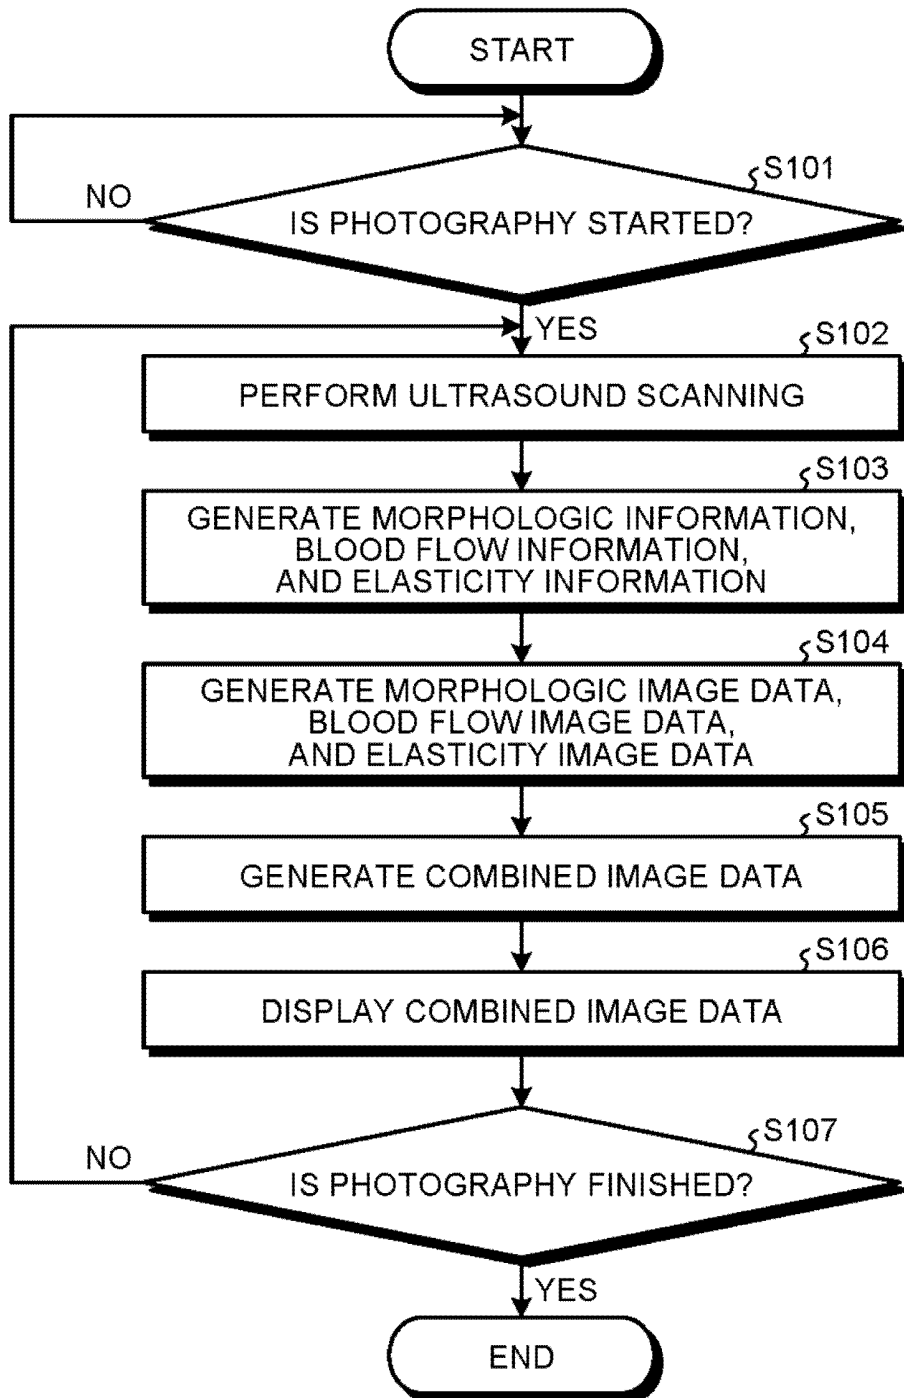 START
S101
NO
IS PHOTOGRAPHY STARTED?
YES
S102
PERFORM ULTRASOUND SCANNING
S103
GENERATE MORPHOLOGIC INFORMATION,
BLOOD FLOW INFORMATION,
AND ELASTICITY INFORMATION
S104
GENERATE MORPHOLOGIC IMAGE DATA,
BLOOD FLOW IMAGE DATA,
AND ELASTICITY IMAGE DATA
S105
GENERATE COMBINED IMAGE DATA
S106
DISPLAY COMBINED IMAGE DATA
S107
NO
IS PHOTOGRAPHY FINISHED?
YES
END